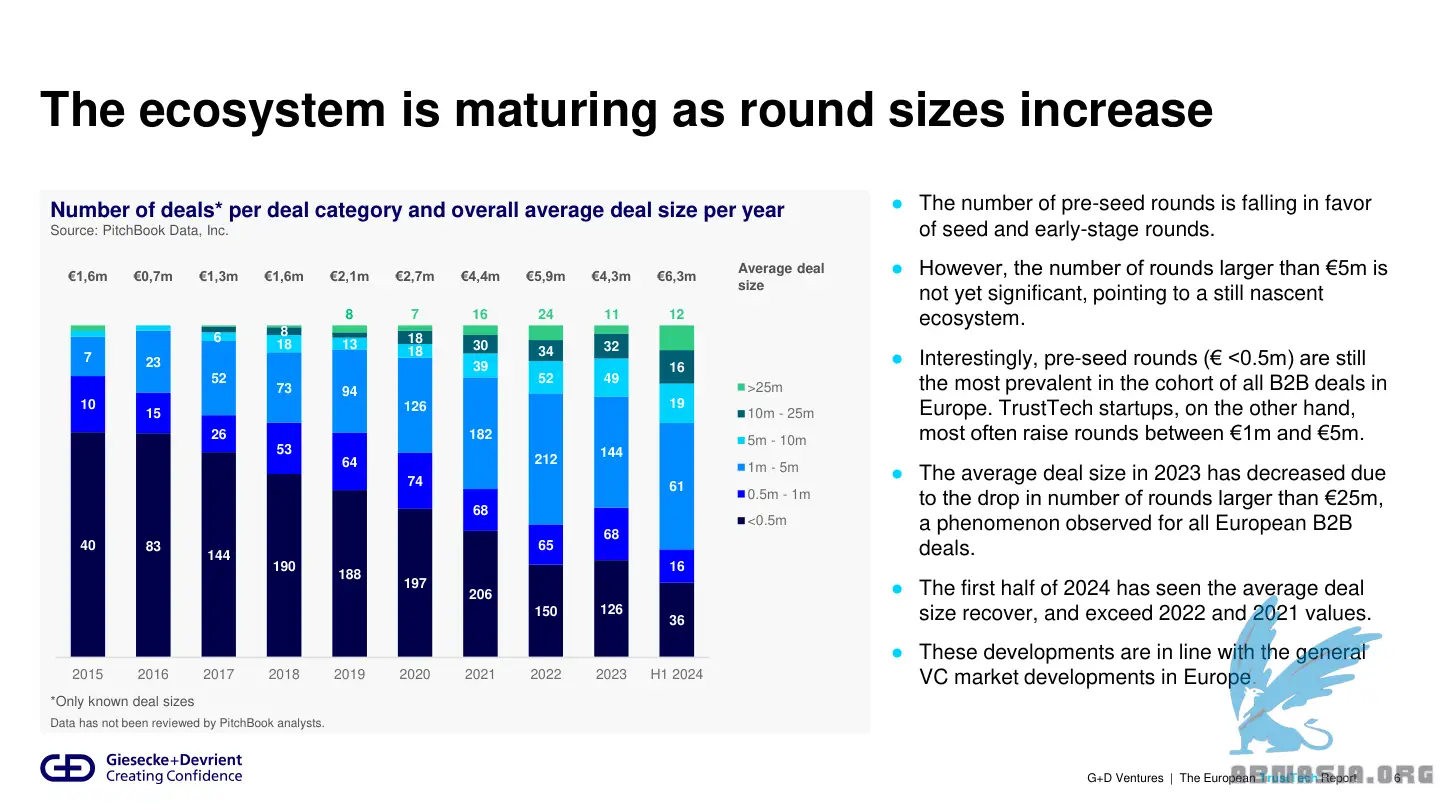 The ecosystem is maturing as round sizes increase
Number of deals* per deal category and overall average deal size per year
Source: PitchBook Data, Inc.
€1,6m €0,7m €1,3m €1,6m €2,1m €2,7m €4,4m €5,9m €4,3m €6,3m
Average deal
size
8 7 16 24 11 12
8 18 30 34 32 16
6 18 13 18 39 52 49 19
7 23 52 73 94 126 182 212 144 61
10 15 26 53 64 74 68 65 68 16
40 83 144 190 188 197 206 150 126 36
>25m
10m - 25m
5m - 10m
1m - 5m
0.5m - 1m
<0.5m
2015 2016 2017 2018 2019 2020 2021 2022 2023 H1 2024
*Only known deal sizes
Data has not been reviewed by PitchBook analysts.
The number of pre-seed rounds is falling in favor
of seed and early-stage rounds.
However, the number of rounds larger than €5m is
not yet significant, pointing to a still nascent
ecosystem.
Interestingly, pre-seed rounds (€ <0.5m) are still
the most prevalent in the cohort of all B2B deals in
Europe. TrustTech startups, on the other hand,
most often raise rounds between €1m and €5m.
The average deal size in 2023 has decreased due
to the drop in number of rounds larger than €25m,
a phenomenon observed for all European B2B
deals.
The first half of 2024 has seen the average deal
size recover, and exceed 2022 and 2021 values.
These developments are in line with the general
VC market developments in Europe.
Giesecke+Devrient
Creating Confidence
G+D Ventures | The European TrustTech Report 6
ARMASIA.ORG